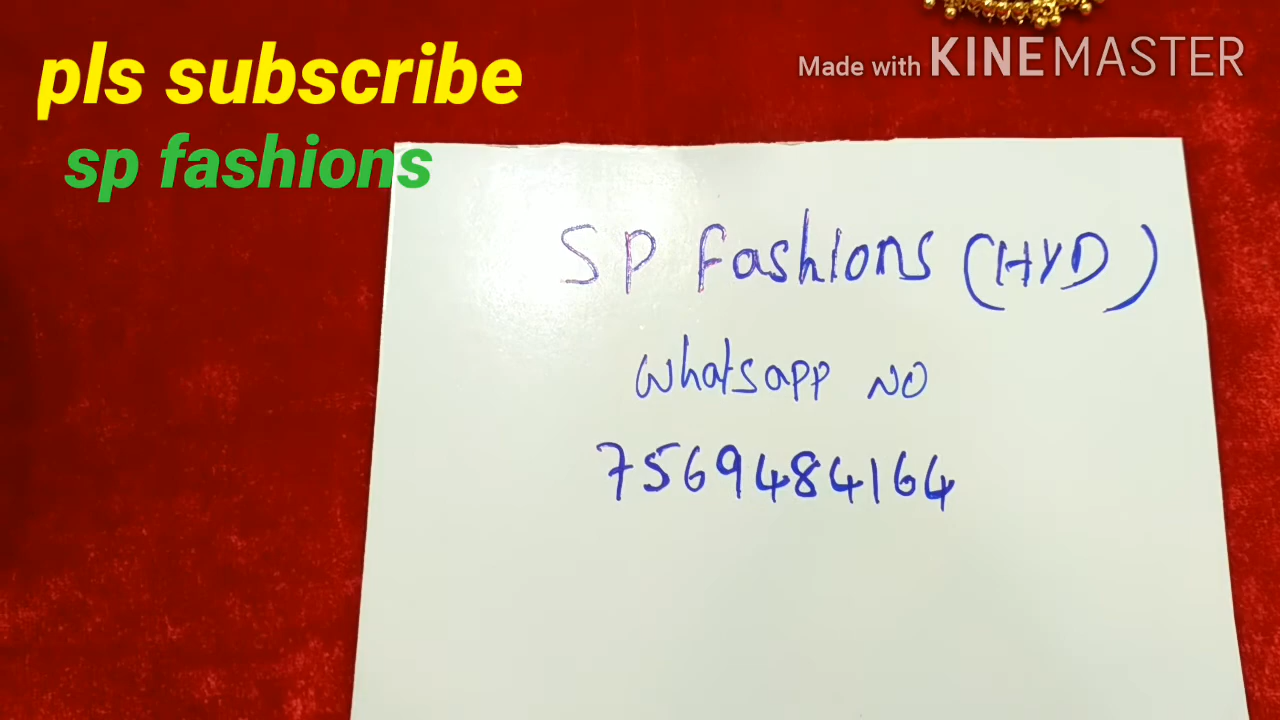 pls subscribe
Made with KINEMASTER
sp fashions
SP Fashions (HYD)
Whatsapp NO
7569484164